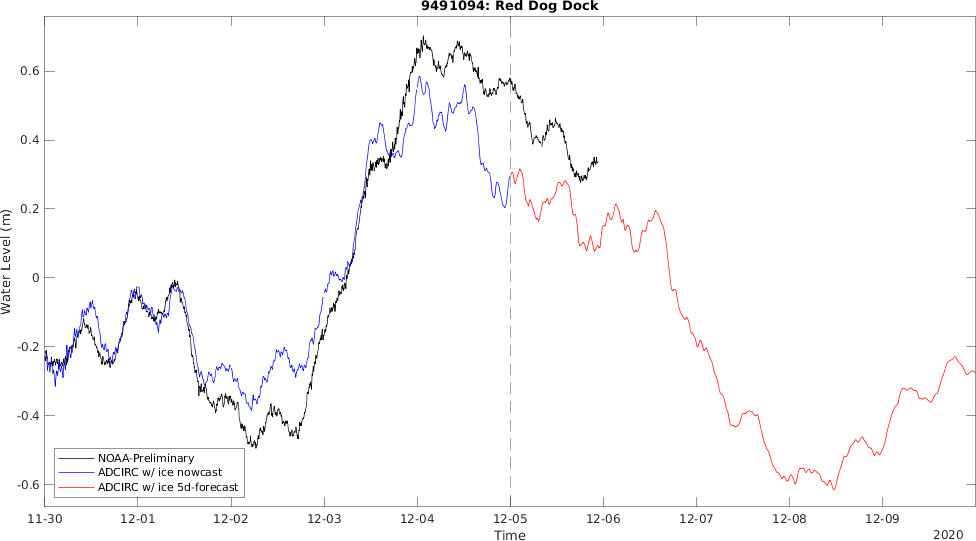 9491094: Red Dog Dock
Water Level (m)
0.6
0.4
0.2
0
-0.2
-0.4
-0.6
NOAA-Preliminary
ADCIRC w/ ice nowcast
ADCIRC w/ ice 5d-forecast
11-30 12-01 12-02 12-03 12-04 12-05 12-06 12-07 12-08 12-09
Time
2020